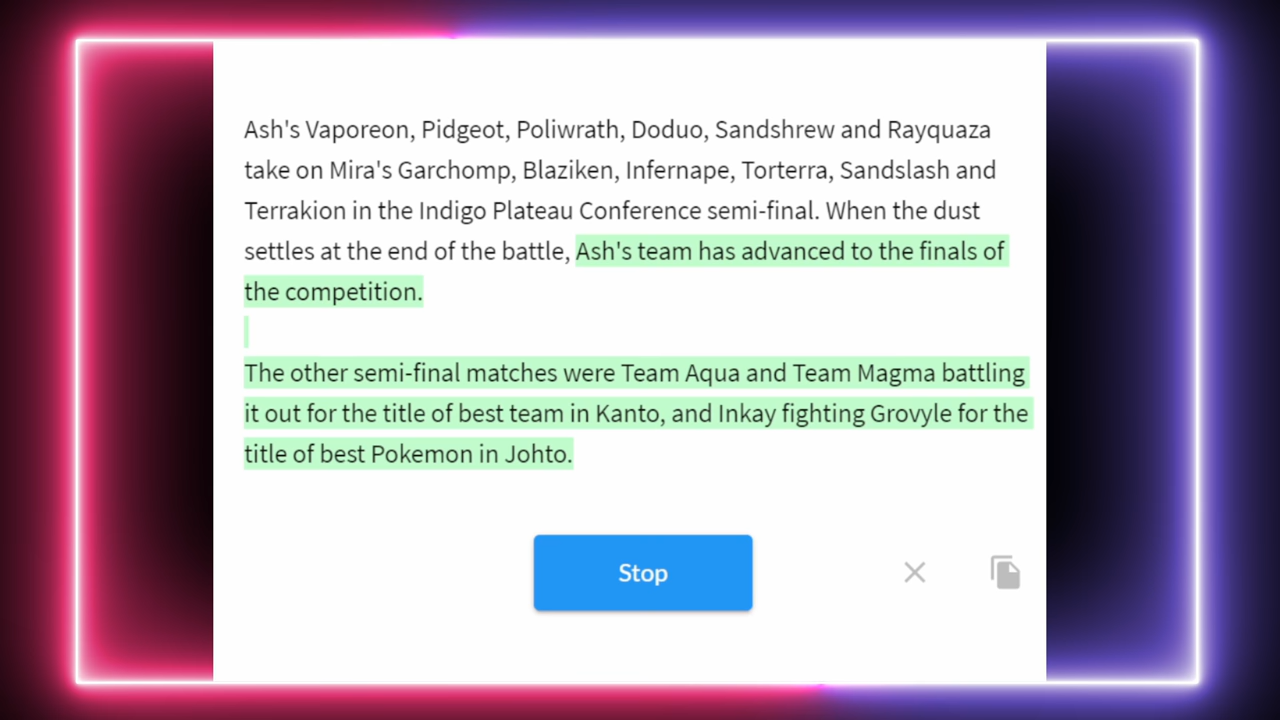 Ash's Vaporeon, Pidgeot, Poliwrath, Doduo, Sandshrew and Rayquaza
take on Mira's Garchomp, Blaziken, Infernape, Torterra, Sandslash and
Terrakion in the Indigo Plateau Conference semi-final. When the dust
settles at the end of the battle, Ash's team has advanced to the finals of
the competition.
The other semi-final matches were Team Aqua and Team Magma battling
it out for the title of best team in Kanto, and Inkay fighting Grovyle for the
title of best Pokemon in Johto.
Stop